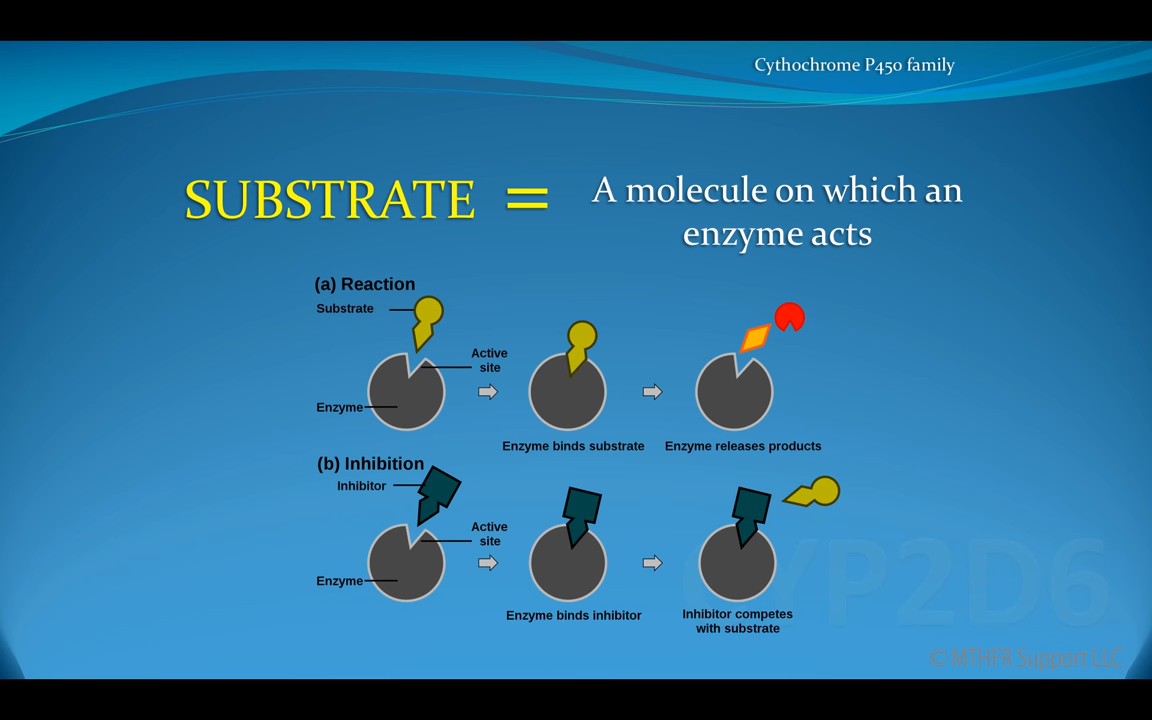 Cythochrome P450 family
SUBSTRATE = A molecule on which an
enzyme acts
(a) Reaction
Substrate
Active
site
Enzyme
Enzyme binds substrate
Enzyme releases products
(b) Inhibition
Inhibitor
Active
site
Enzyme
Enzyme binds inhibitor
Inhibitor competes
with substrate
CYP2D6
© MTHFR Support LLC